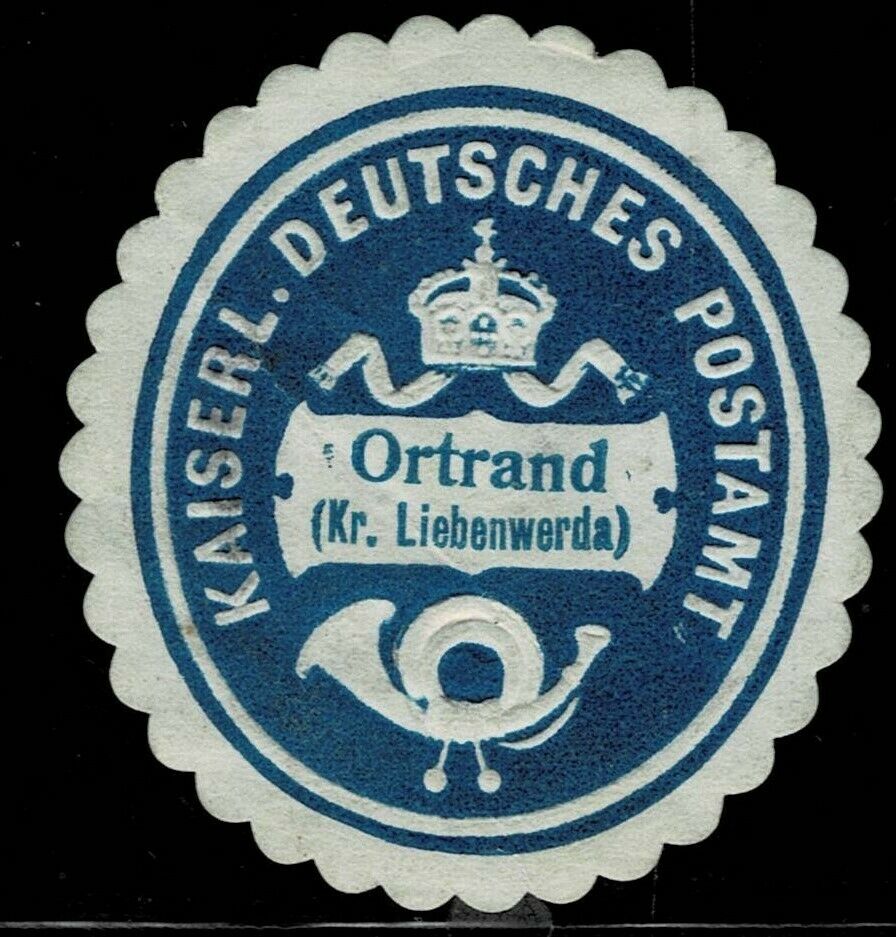 KAISERL. DEUTSCHES POSTAMT
Ortrand
(Kr. Liebenwerda)